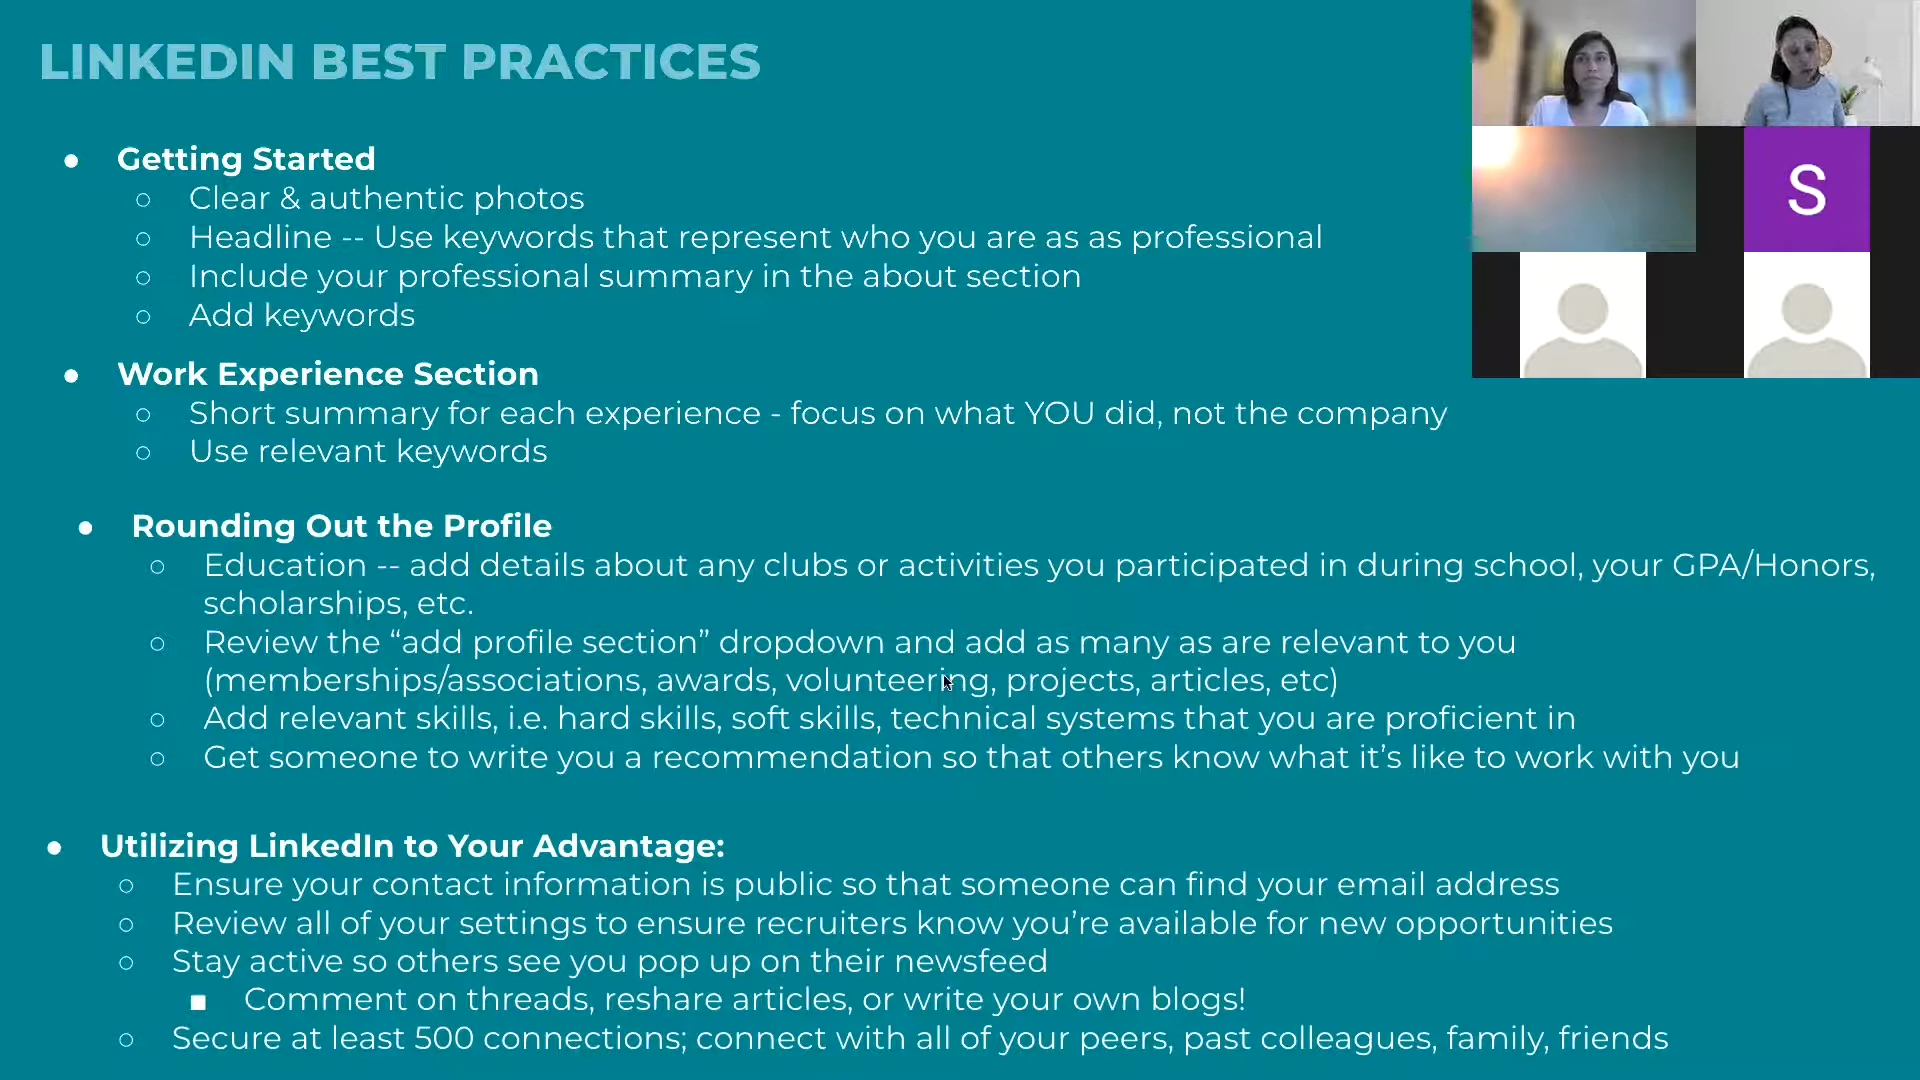 LINKEDIN BEST PRACTICES
● Getting Started
○ Clear & authentic photos
○ Headline -- Use keywords that represent who you are as as professional
○ Include your professional summary in the about section
○ Add keywords
● Work Experience Section
○ Short summary for each experience - focus on what YOU did, not the company
○ Use relevant keywords
● Rounding Out the Profile
○ Education -- add details about any clubs or activities you participated in during school, your GPA/Honors,
scholarships, etc.
○ Review the “add profile section” dropdown and add as many as are relevant to you
(memberships/associations, awards, volunteering, projects, articles, etc)
○ Add relevant skills, i.e. hard skills, soft skills, technical systems that you are proficient in
○ Get someone to write you a recommendation so that others know what it’s like to work with you
● Utilizing LinkedIn to Your Advantage:
○ Ensure your contact information is public so that someone can find your email address
○ Review all of your settings to ensure recruiters know you’re available for new opportunities
○ Stay active so others see you pop up on their newsfeed
■ Comment on threads, reshare articles, or write your own blogs!
○ Secure at least 500 connections; connect with all of your peers, past colleagues, family, friends
S